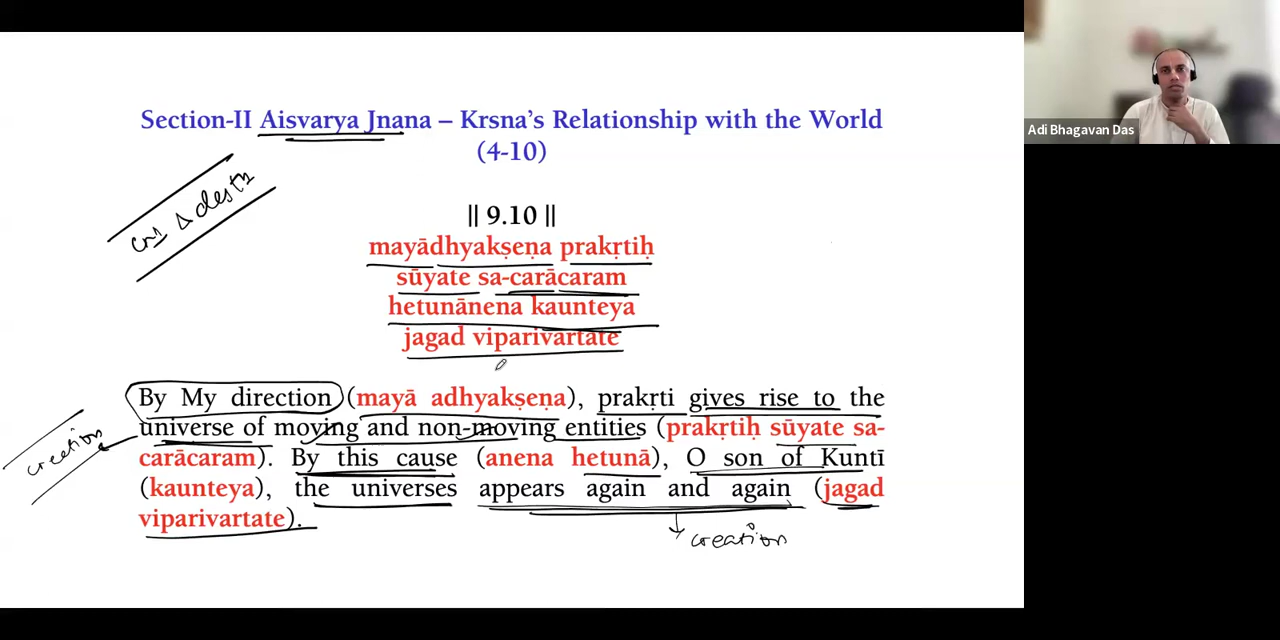 Section-II Aisvarya Jnana – Krsna's Relationship with the World
(4-10)
|| 9.10 ||
mayādhyakṣeṇa prakṛtiḥ
sūyate sa-carācaram
hetunānena kaunteya
jagad viparivartate
By My direction (mayā adhyakṣeṇa), prakṛti gives rise to the
universe of moving and non-moving entities (prakṛtiḥ sūyate sa-
carācaram). By this cause (anena hetunā), O son of Kuntī
(kaunteya), the universes appears again and again (jagad
viparivartate).
creation
creation
Adi Bhagavan Das